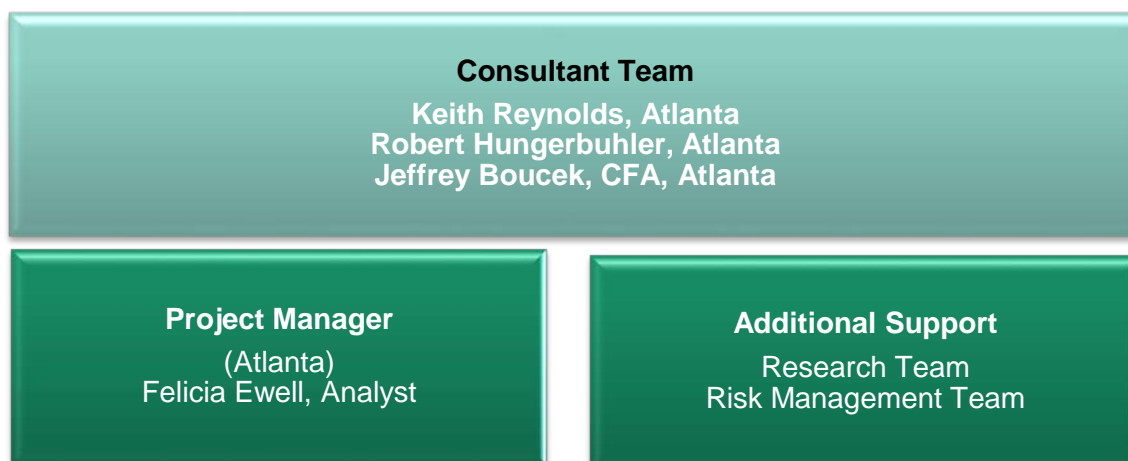 Consultant Team
Keith Reynolds, Atlanta
Robert Hungerbuhler, Atlanta
Jeffrey Boucek, CFA, Atlanta
Project Manager
(Atlanta)
Felicia Ewell, Analyst
Additional Support
Research Team
Risk Management Team